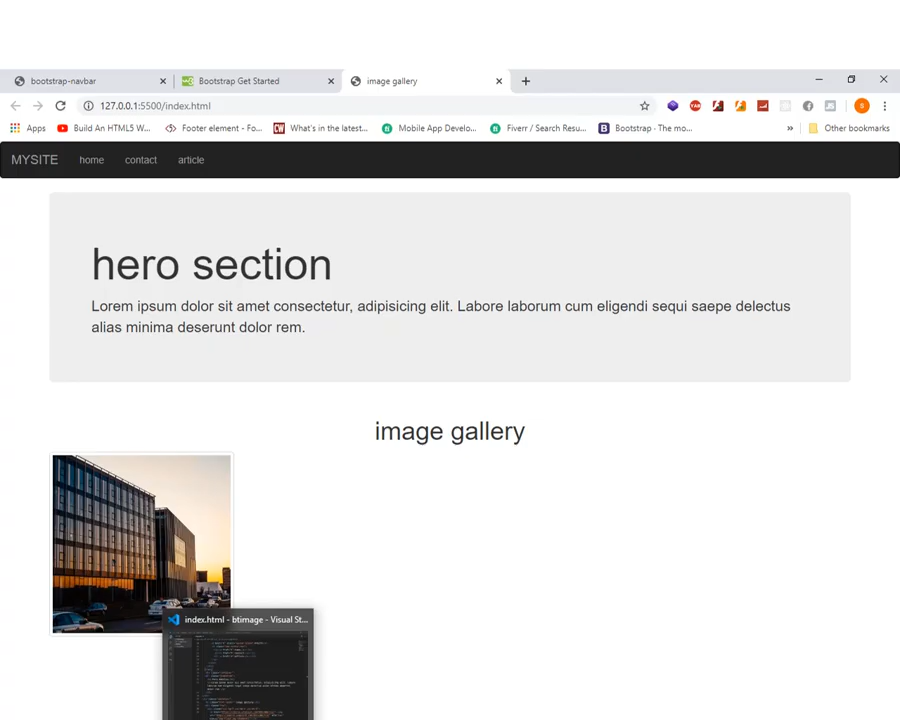 bootstrap-navbar
Bootstrap Get Started
image gallery
127.0.0.1:5500/index.html
Apps
Build An HTML5 W...
Footer element - Fo...
What's in the latest...
Mobile App Develo...
Fiverr / Search Resu...
Bootstrap · The mo...
Other bookmarks
MYSITE home contact article
hero section
Lorem ipsum dolor sit amet consectetur, adipisicing elit. Labore laborum cum eligendi sequi saepe delectus
alias minima deserunt dolor rem.
image gallery
index.html - btimage - Visual St...